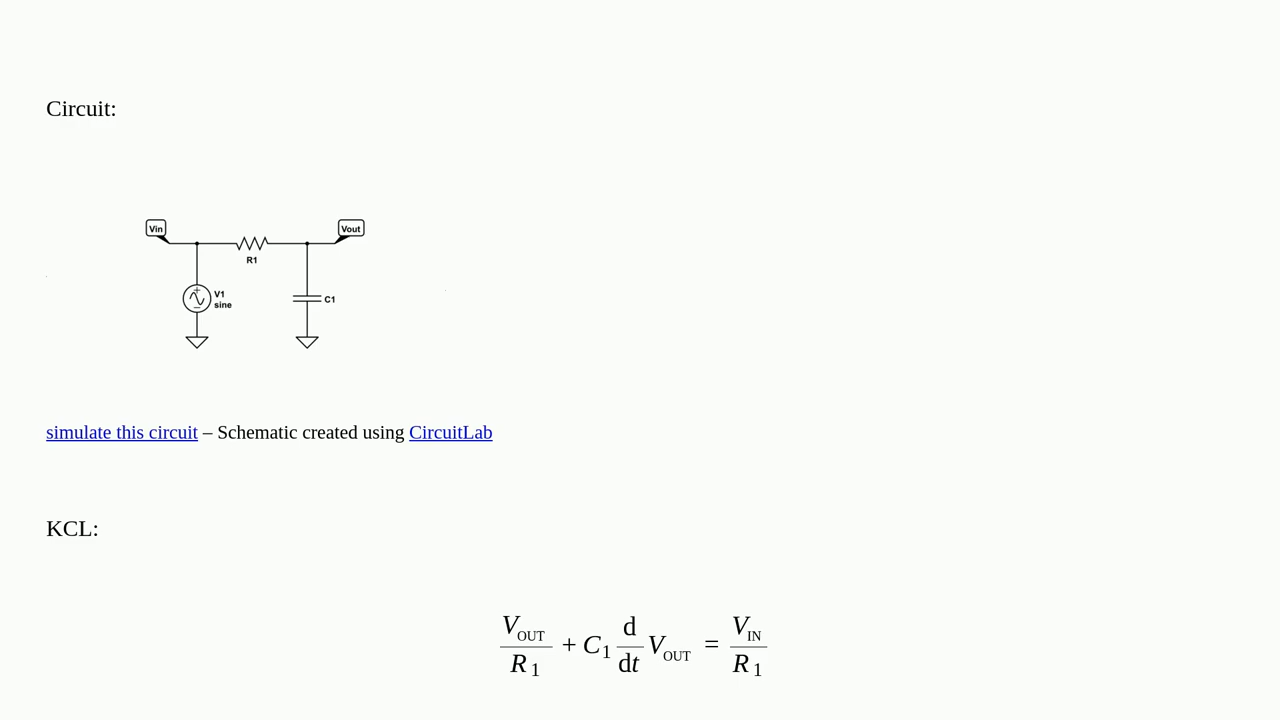 Circuit:
Vin
Vout
R1
V1
sine
C1
simulate this circuit – Schematic created using CircuitLab
KCL:
V_OUT/R_1 + C_1 d/dt V_OUT = V_IN/R_1